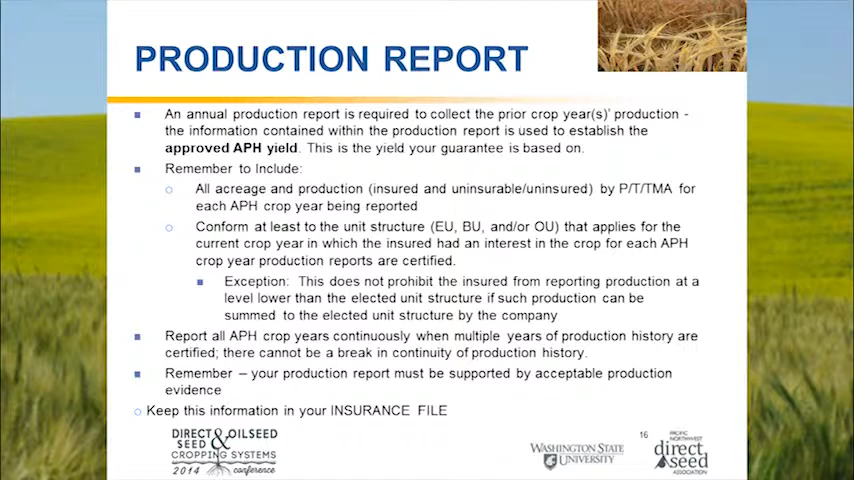 PRODUCTION REPORT
An annual production report is required to collect the prior crop year(s)' production -
the information contained within the production report is used to establish the
approved APH yield. This is the yield your guarantee is based on.
Remember to Include:
All acreage and production (insured and uninsurable/uninsured) by P/T/TMA for
each APH crop year being reported
Conform at least to the unit structure (EU, BU, and/or OU) that applies for the
current crop year in which the insured had an interest in the crop for each APH
crop year production reports are certified.
Exception: This does not prohibit the insured from reporting production at a
level lower than the elected unit structure if such production can be
summed to the elected unit structure by the company
Report all APH crop years continuously when multiple years of production history are
certified; there cannot be a break in continuity of production history.
Remember – your production report must be supported by acceptable production
evidence
Keep this information in your INSURANCE FILE
DIRECT & OILSEED
SEED
CROPPING SYSTEMS
2014 conference
WASHINGTON STATE
UNIVERSITY
16
PACIFIC
NORTHWEST
direct
seed
ASSOCIATION